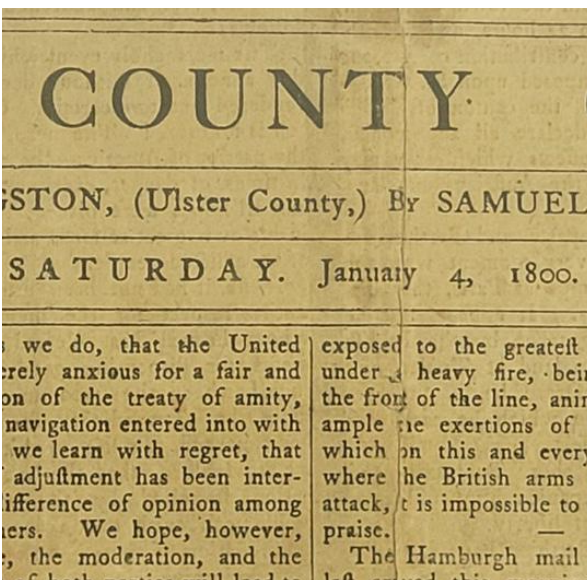 COUNTY
GSTON, (Ulster County,) By SAMUEL
SATURDAY. January 4, 1800.
we do, that the United
erely anxious for a fair and
on of the treaty of amity,
navigation entered into with
we learn with regret, that
adjuſtment has been inter-
ifference of opinion among
ers. We hope, however,
, the moderation, and the
exposed to the greateſt
under a heavy fire, bein
the front of the line, anim
ample the exertions of
which on this and every
where the British arms
attack, it is impossible to
praise.
The Hamburgh mail